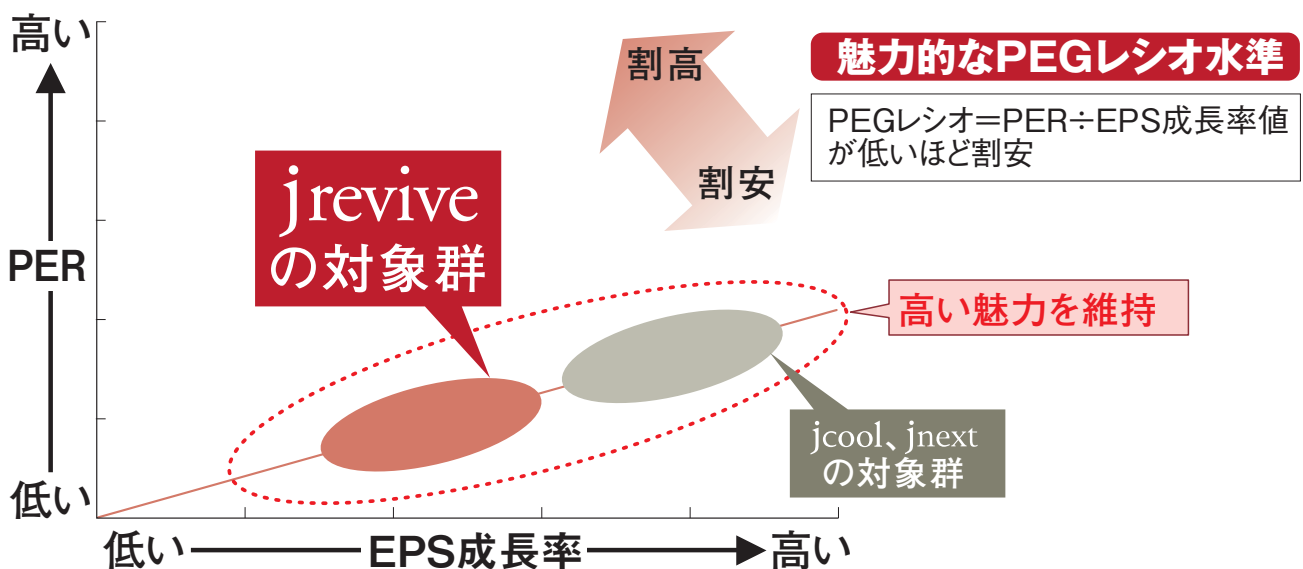 高い
PER
低い
低い
EPS成長率
高い
割高
割安
魅力的なPEGレシオ水準
PEGレシオ＝PER÷EPS成長率値
が低いほど割安
jrevive
の対象群
高い魅力を維持
jcool、jnext
の対象群